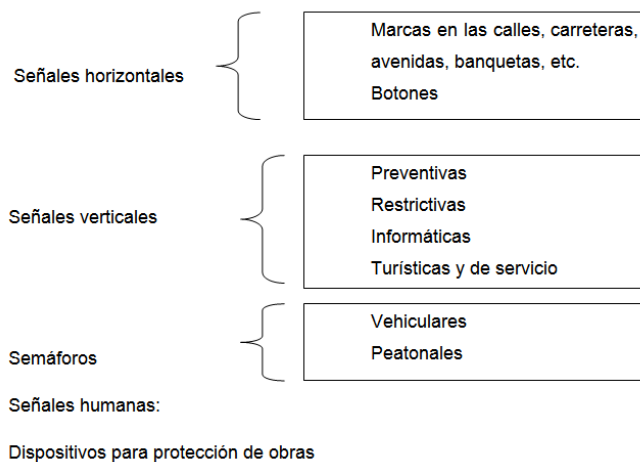 Señales horizontales
Marcas en las calles, carreteras,
avenidas, banquetas, etc.
Botones
Señales verticales
Preventivas
Restrictivas
Informáticas
Turísticas y de servicio
Semáforos
Vehiculares
Peatonales
Señales humanas:
Dispositivos para protección de obras